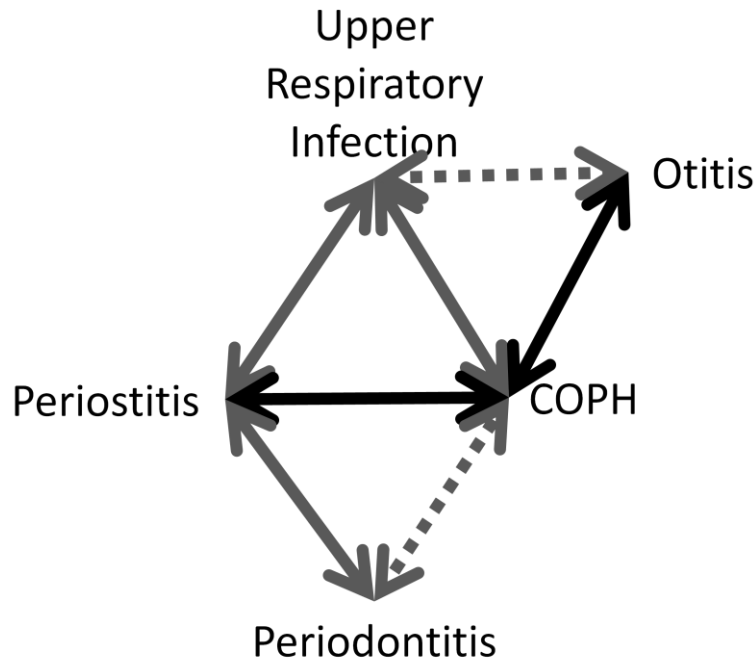 Upper
Respiratory
Infection
Otitis
Periostitis
COPH
Periodontitis